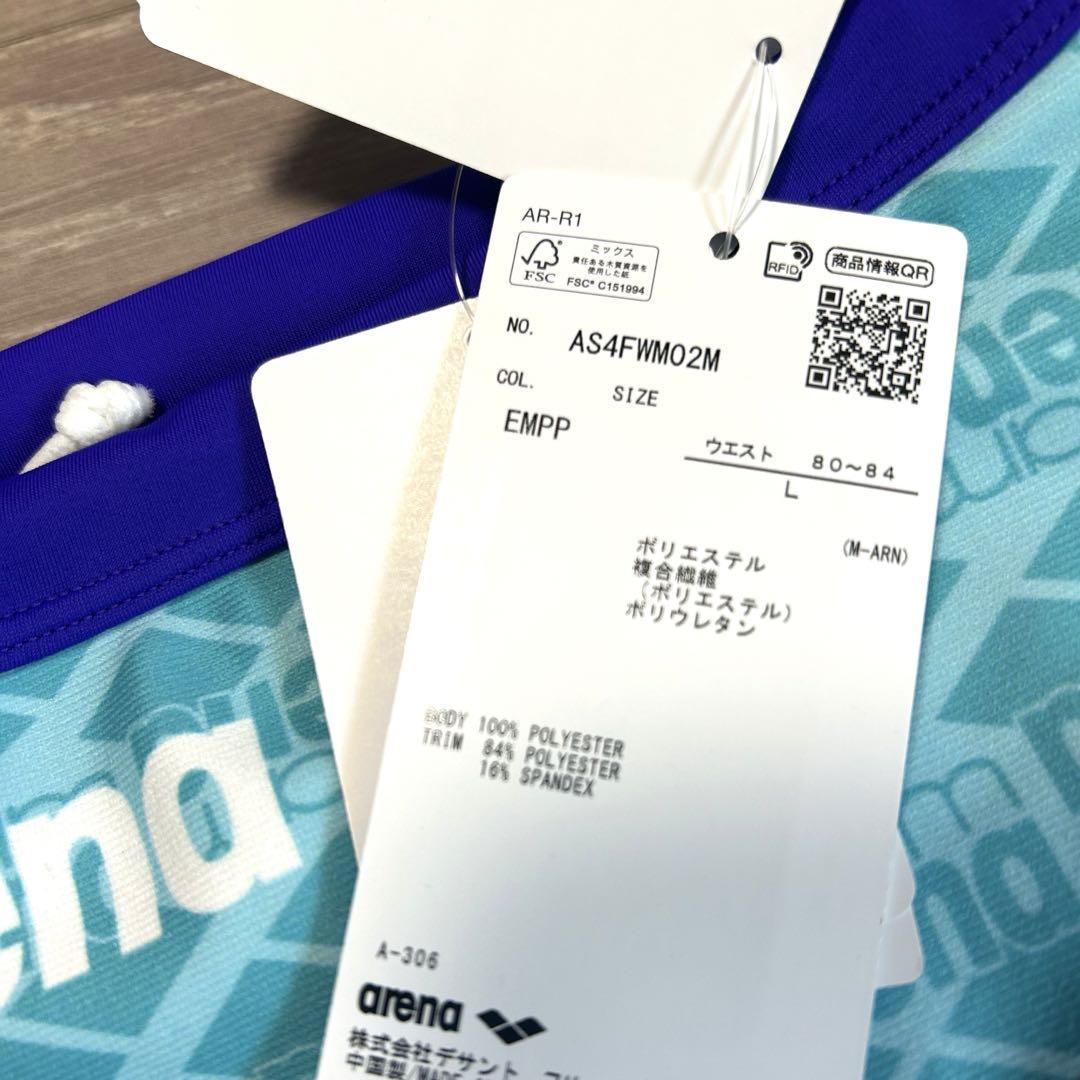 AR-R1
FSC
ミックス
責任ある木質資源を
使用した紙
FSC® C151994
RFID
商品情報QR
NO.
AS4FWM02M
COL.
SIZE
EMPP
ウエスト 80〜84
L
(M-ARN)
ポリエステル
複合繊維
(ポリエステル)
ポリウレタン
BODY 100% POLYESTER
TRIM 84% POLYESTER
16% SPANDEX
A-306
arena
株式会社デサント
中国製/MADE
ena